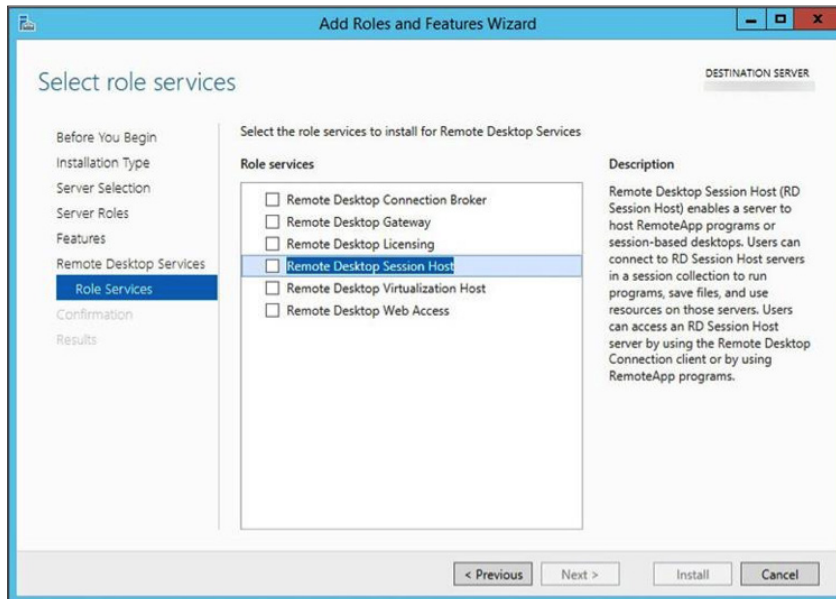 Add Roles and Features Wizard
Select role services
DESTINATION SERVER
Before You Begin
Installation Type
Server Selection
Server Roles
Features
Remote Desktop Services
Role Services
Confirmation
Results
Select the role services to install for Remote Desktop Services
Role services
Remote Desktop Connection Broker
Remote Desktop Gateway
Remote Desktop Licensing
Remote Desktop Session Host
Remote Desktop Virtualization Host
Remote Desktop Web Access
Description
Remote Desktop Session Host (RD
Session Host) enables a server to
host RemoteApp programs or
session-based desktops. Users can
connect to RD Session Host servers
in a session collection to run
programs, save files, and use
resources on those servers. Users
can access an RD Session Host
server by using the Remote Desktop
Connection client or by using
RemoteApp programs.
< Previous
Next >
Install
Cancel